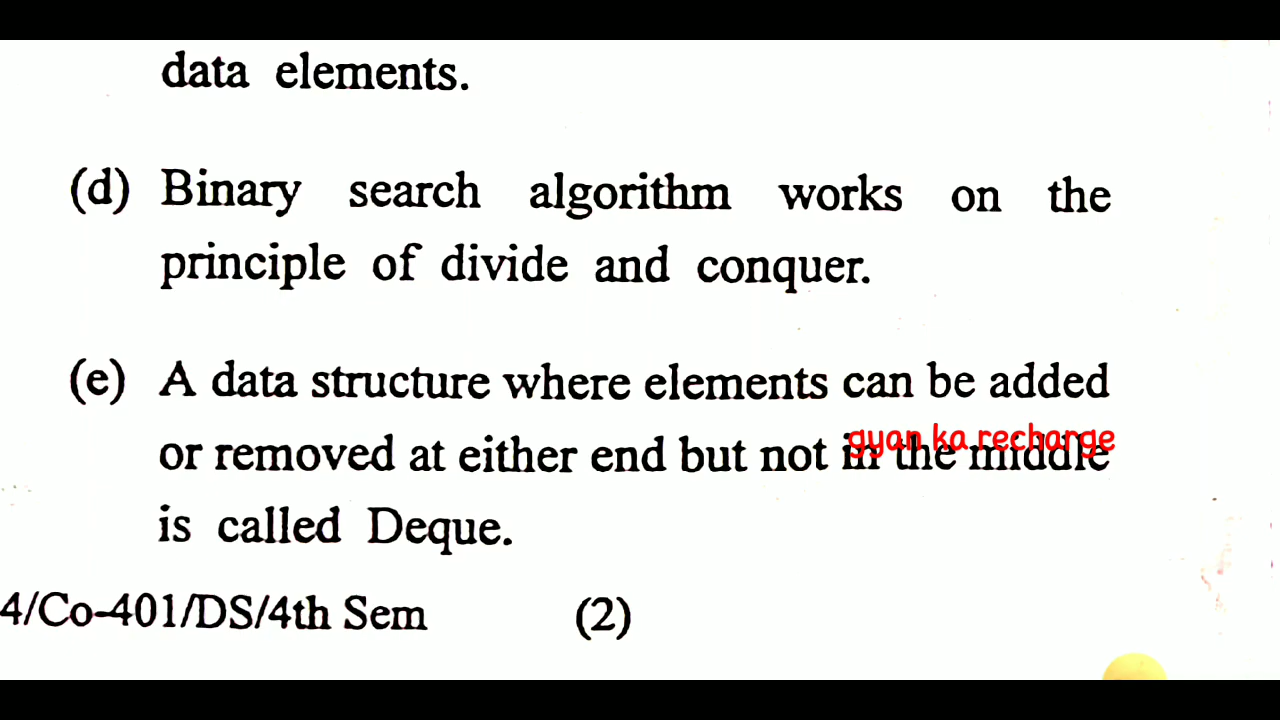 data elements.
(d) Binary search algorithm works on the
principle of divide and conquer.
(e) A data structure where elements can be added
gyan ka recharge
or removed at either end but not in the middle
is called Deque.
4/Co-401/DS/4th Sem (2)